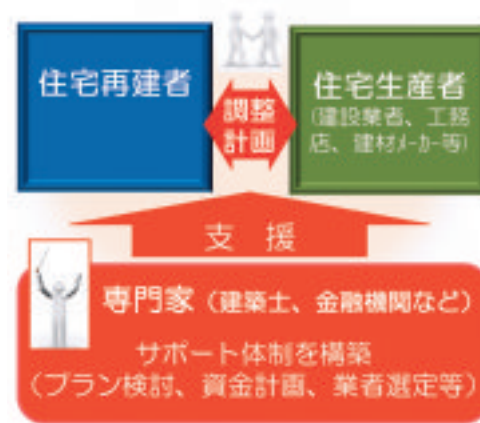 住宅再建者
住宅生産者
(建設業者、工務
店、建材ﾒｰｶｰ等)
調整
計画
支 援
専門家（建築士、金融機関など）
サポート体制を構築
（プラン検討、資金計画、業者選定等）